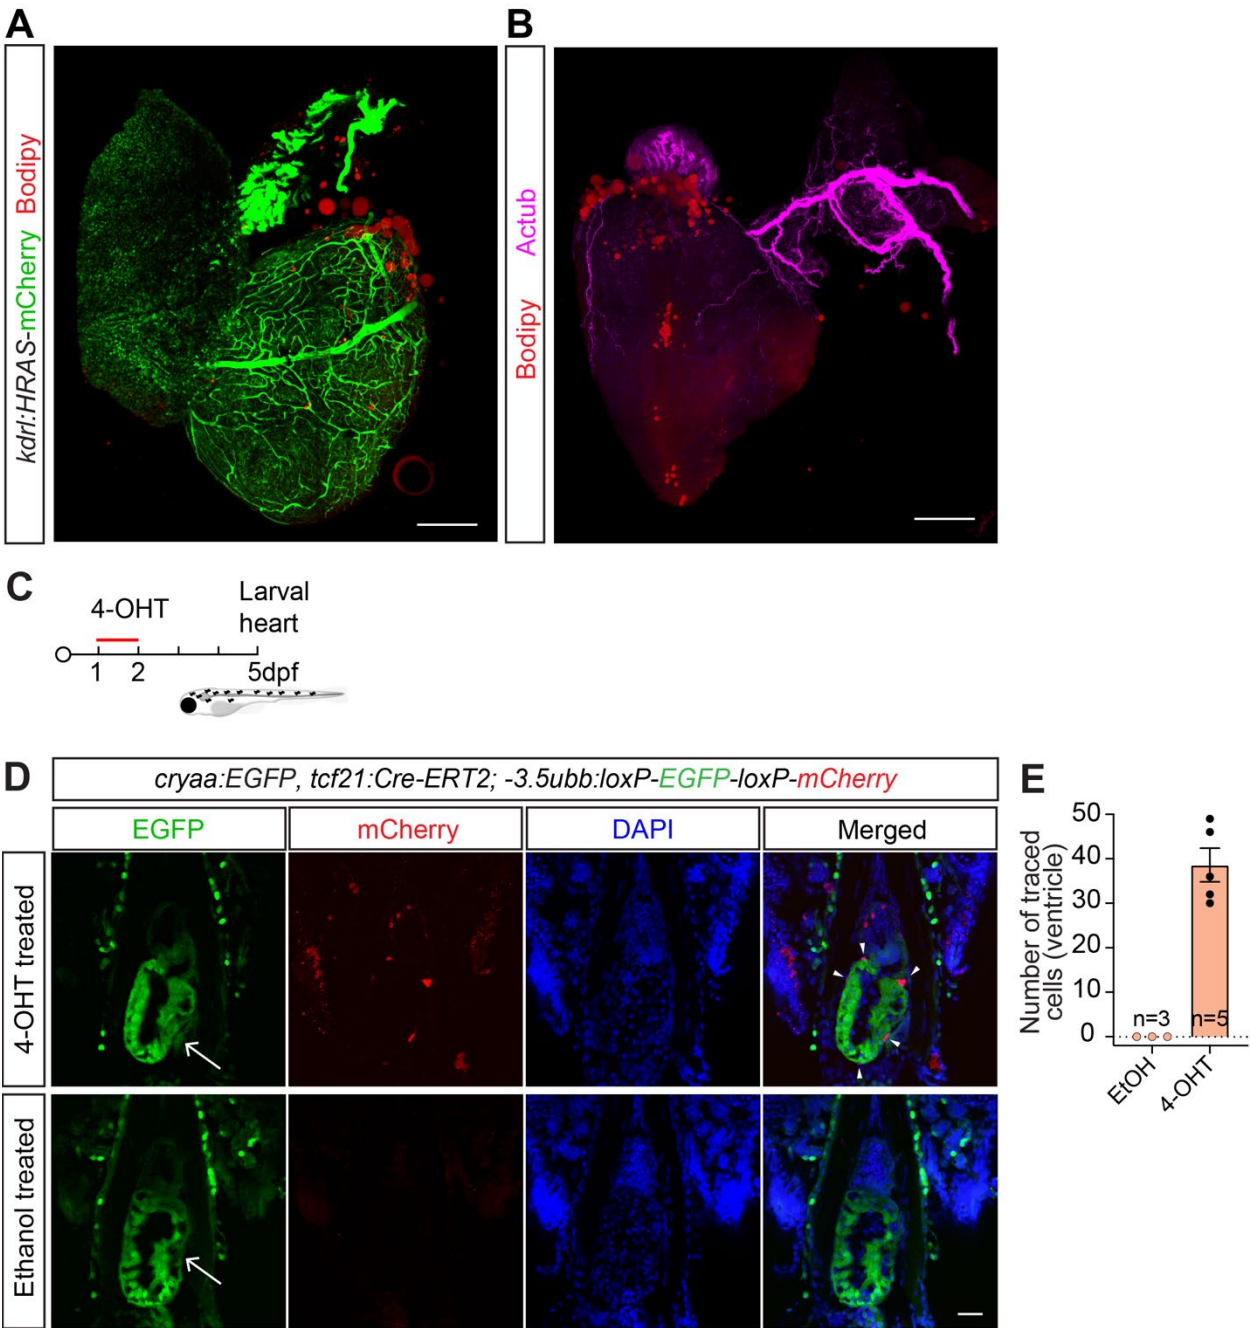 A
kdrl:HRAS-mCherry Bodipy
B
Bodipy Actub
C
4-OHT
Larval
heart
1
2
5dpf
D
cryaa:EGFP, tcf21:Cre-ERT2; -3.5ubb:loxP-EGFP-loxP-mCherry
EGFP
mCherry
DAPI
Merged
4-OHT treated
Ethanol treated
E
Number of traced
cells (ventricle)
50
40
30
20
10
0
n=3
n=5
EtOH
4-OHT